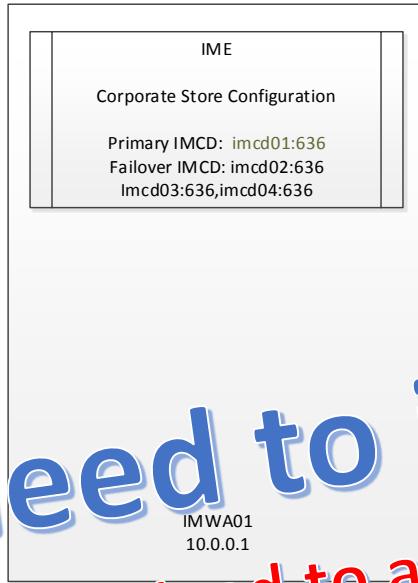 IME
Corporate Store Configuration
Primary IMCD: imcd01:636
Failover IMCD: imcd02:636
Imcd03:636,imcd04:636
eed to
IMWA01
10.0.0.1
to a